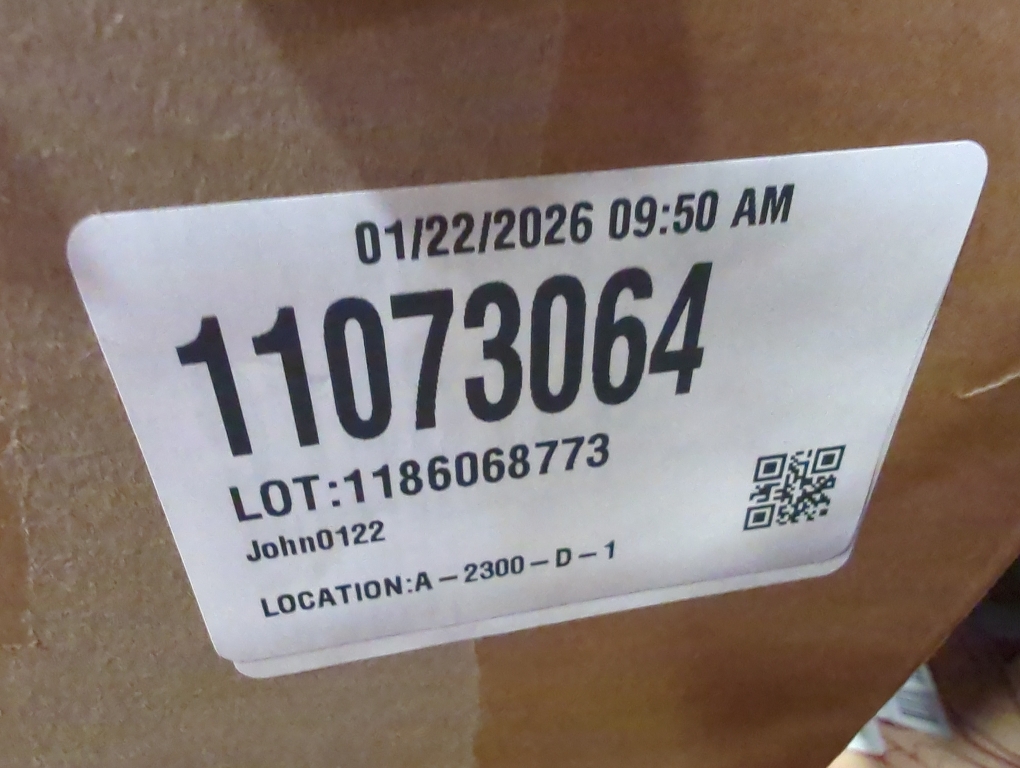 01/22/2026 09:50 AM
11073064
LOT:1186068773
John0122
LOCATION:A-2300-D-1